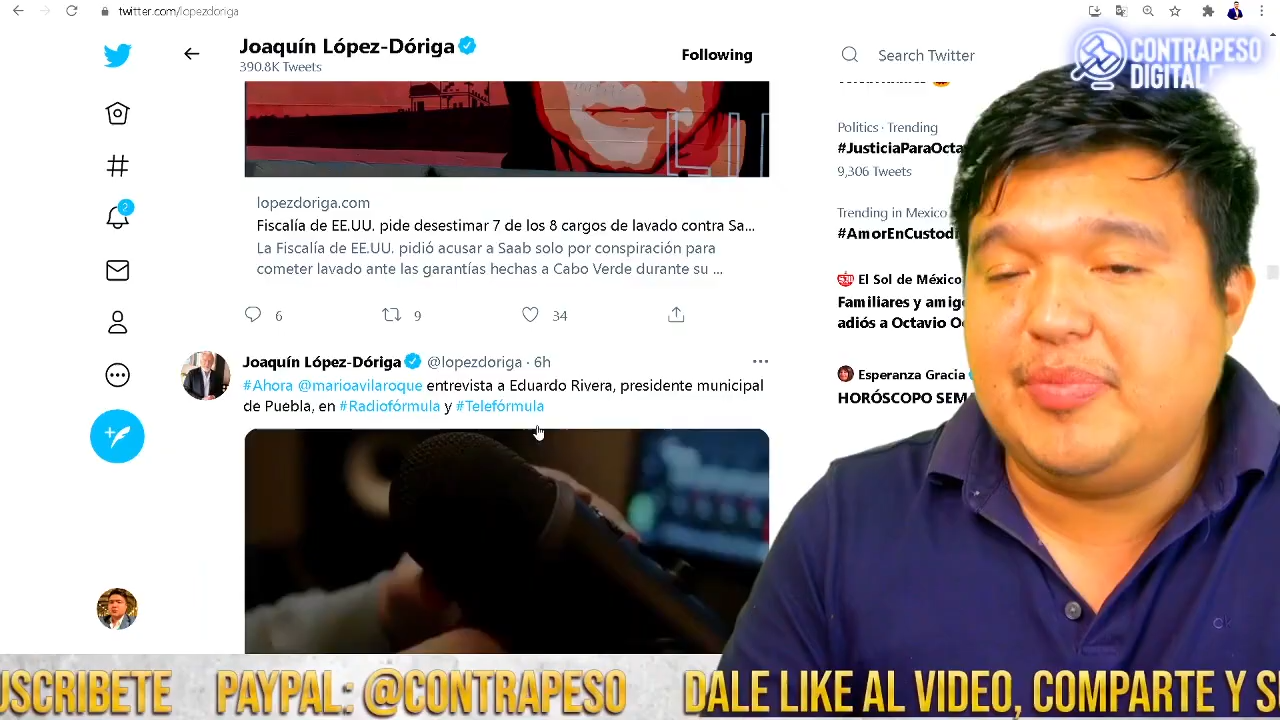 twitter.com/lopezdoriga
Joaquín López-Dóriga
390.8K Tweets
Following
Search Twitter
CONTRAPESO
DIGITAL
lopezdoriga.com
Fiscalía de EE.UU. pide desestimar 7 de los 8 cargos de lavado contra Sa...
La Fiscalía de EE.UU. pidió acusar a Saab solo por conspiración para
cometer lavado ante las garantías hechas a Cabo Verde durante su ...
6
9
34
2
Joaquín López-Dóriga @lopezdoriga · 6h
#Ahora @marioavilaroque entrevista a Eduardo Rivera, presidente municipal
de Puebla, en #Radiofórmula y #Telefórmula
Politics · Trending
#JusticiaParaOcta
9,306 Tweets
Trending in Mexico
#AmorEnCustodi
El Sol de México
Familiares y amig
adiós a Octavio O
Esperanza Gracia
HORÓSCOPO SEM
USCRIBETE PAYPAL: @CONTRAPESO DALE LIKE AL VIDEO, COMPARTE Y S